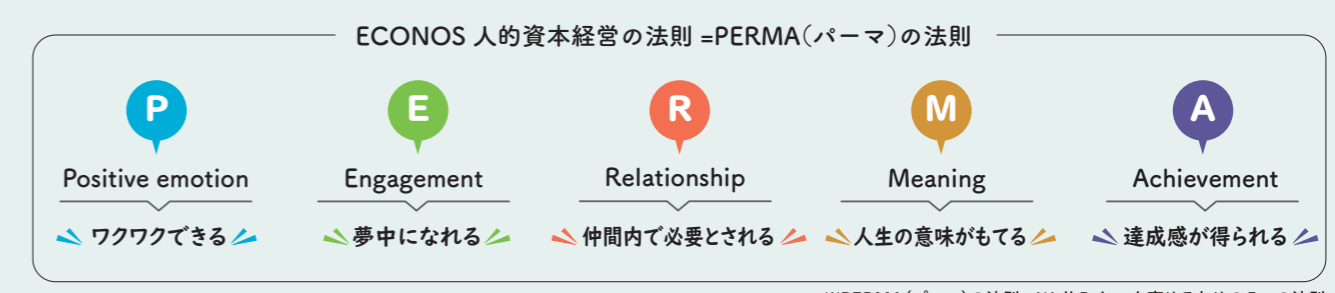 ECONOS 人的資本経営の法則 =PERMA(パーマ)の法則
P E R M A
Positive emotion Engagement Relationship Meaning Achievement
ワクワクできる 夢中になれる 仲間内で必要とされる 人生の意味がもてる 達成感が得られる